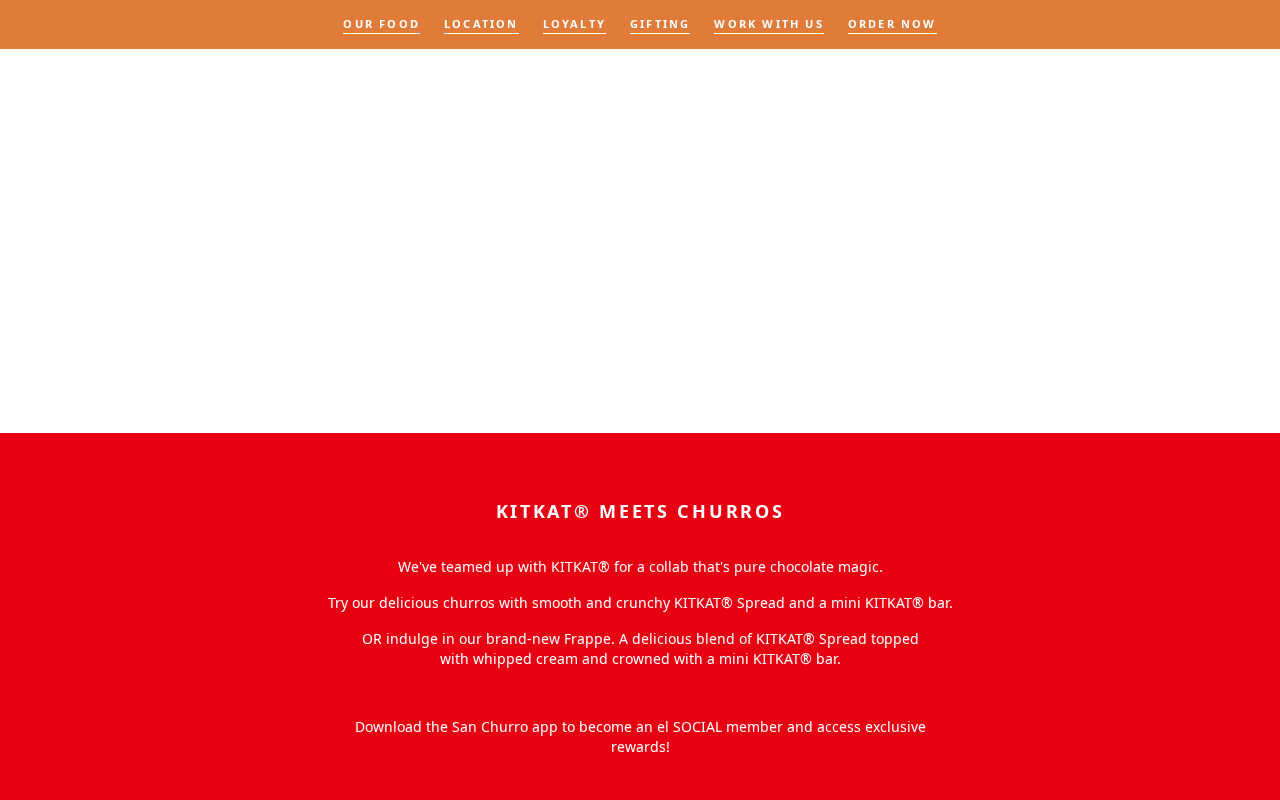 OUR FOOD LOCATION LOYALTY GIFTING WORK WITH US ORDER NOW
KITKAT® MEETS CHURROS
We've teamed up with KITKAT® for a collab that's pure chocolate magic.
Try our delicious churros with smooth and crunchy KITKAT® Spread and a mini KITKAT® bar.
OR indulge in our brand-new Frappe. A delicious blend of KITKAT® Spread topped
with whipped cream and crowned with a mini KITKAT® bar.
Download the San Churro app to become an el SOCIAL member and access exclusive
rewards!